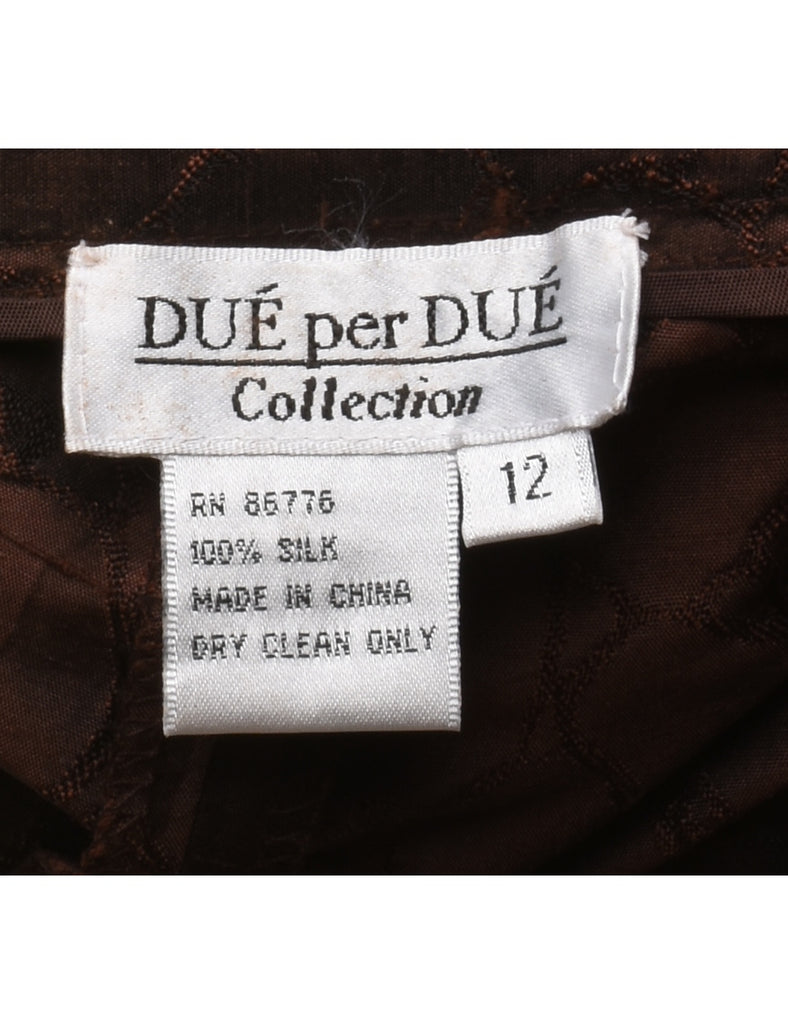 DUÉ per DUÉ
Collection
12
RN 86776
100% SILK
MADE IN CHINA
DRY CLEAN ONLY